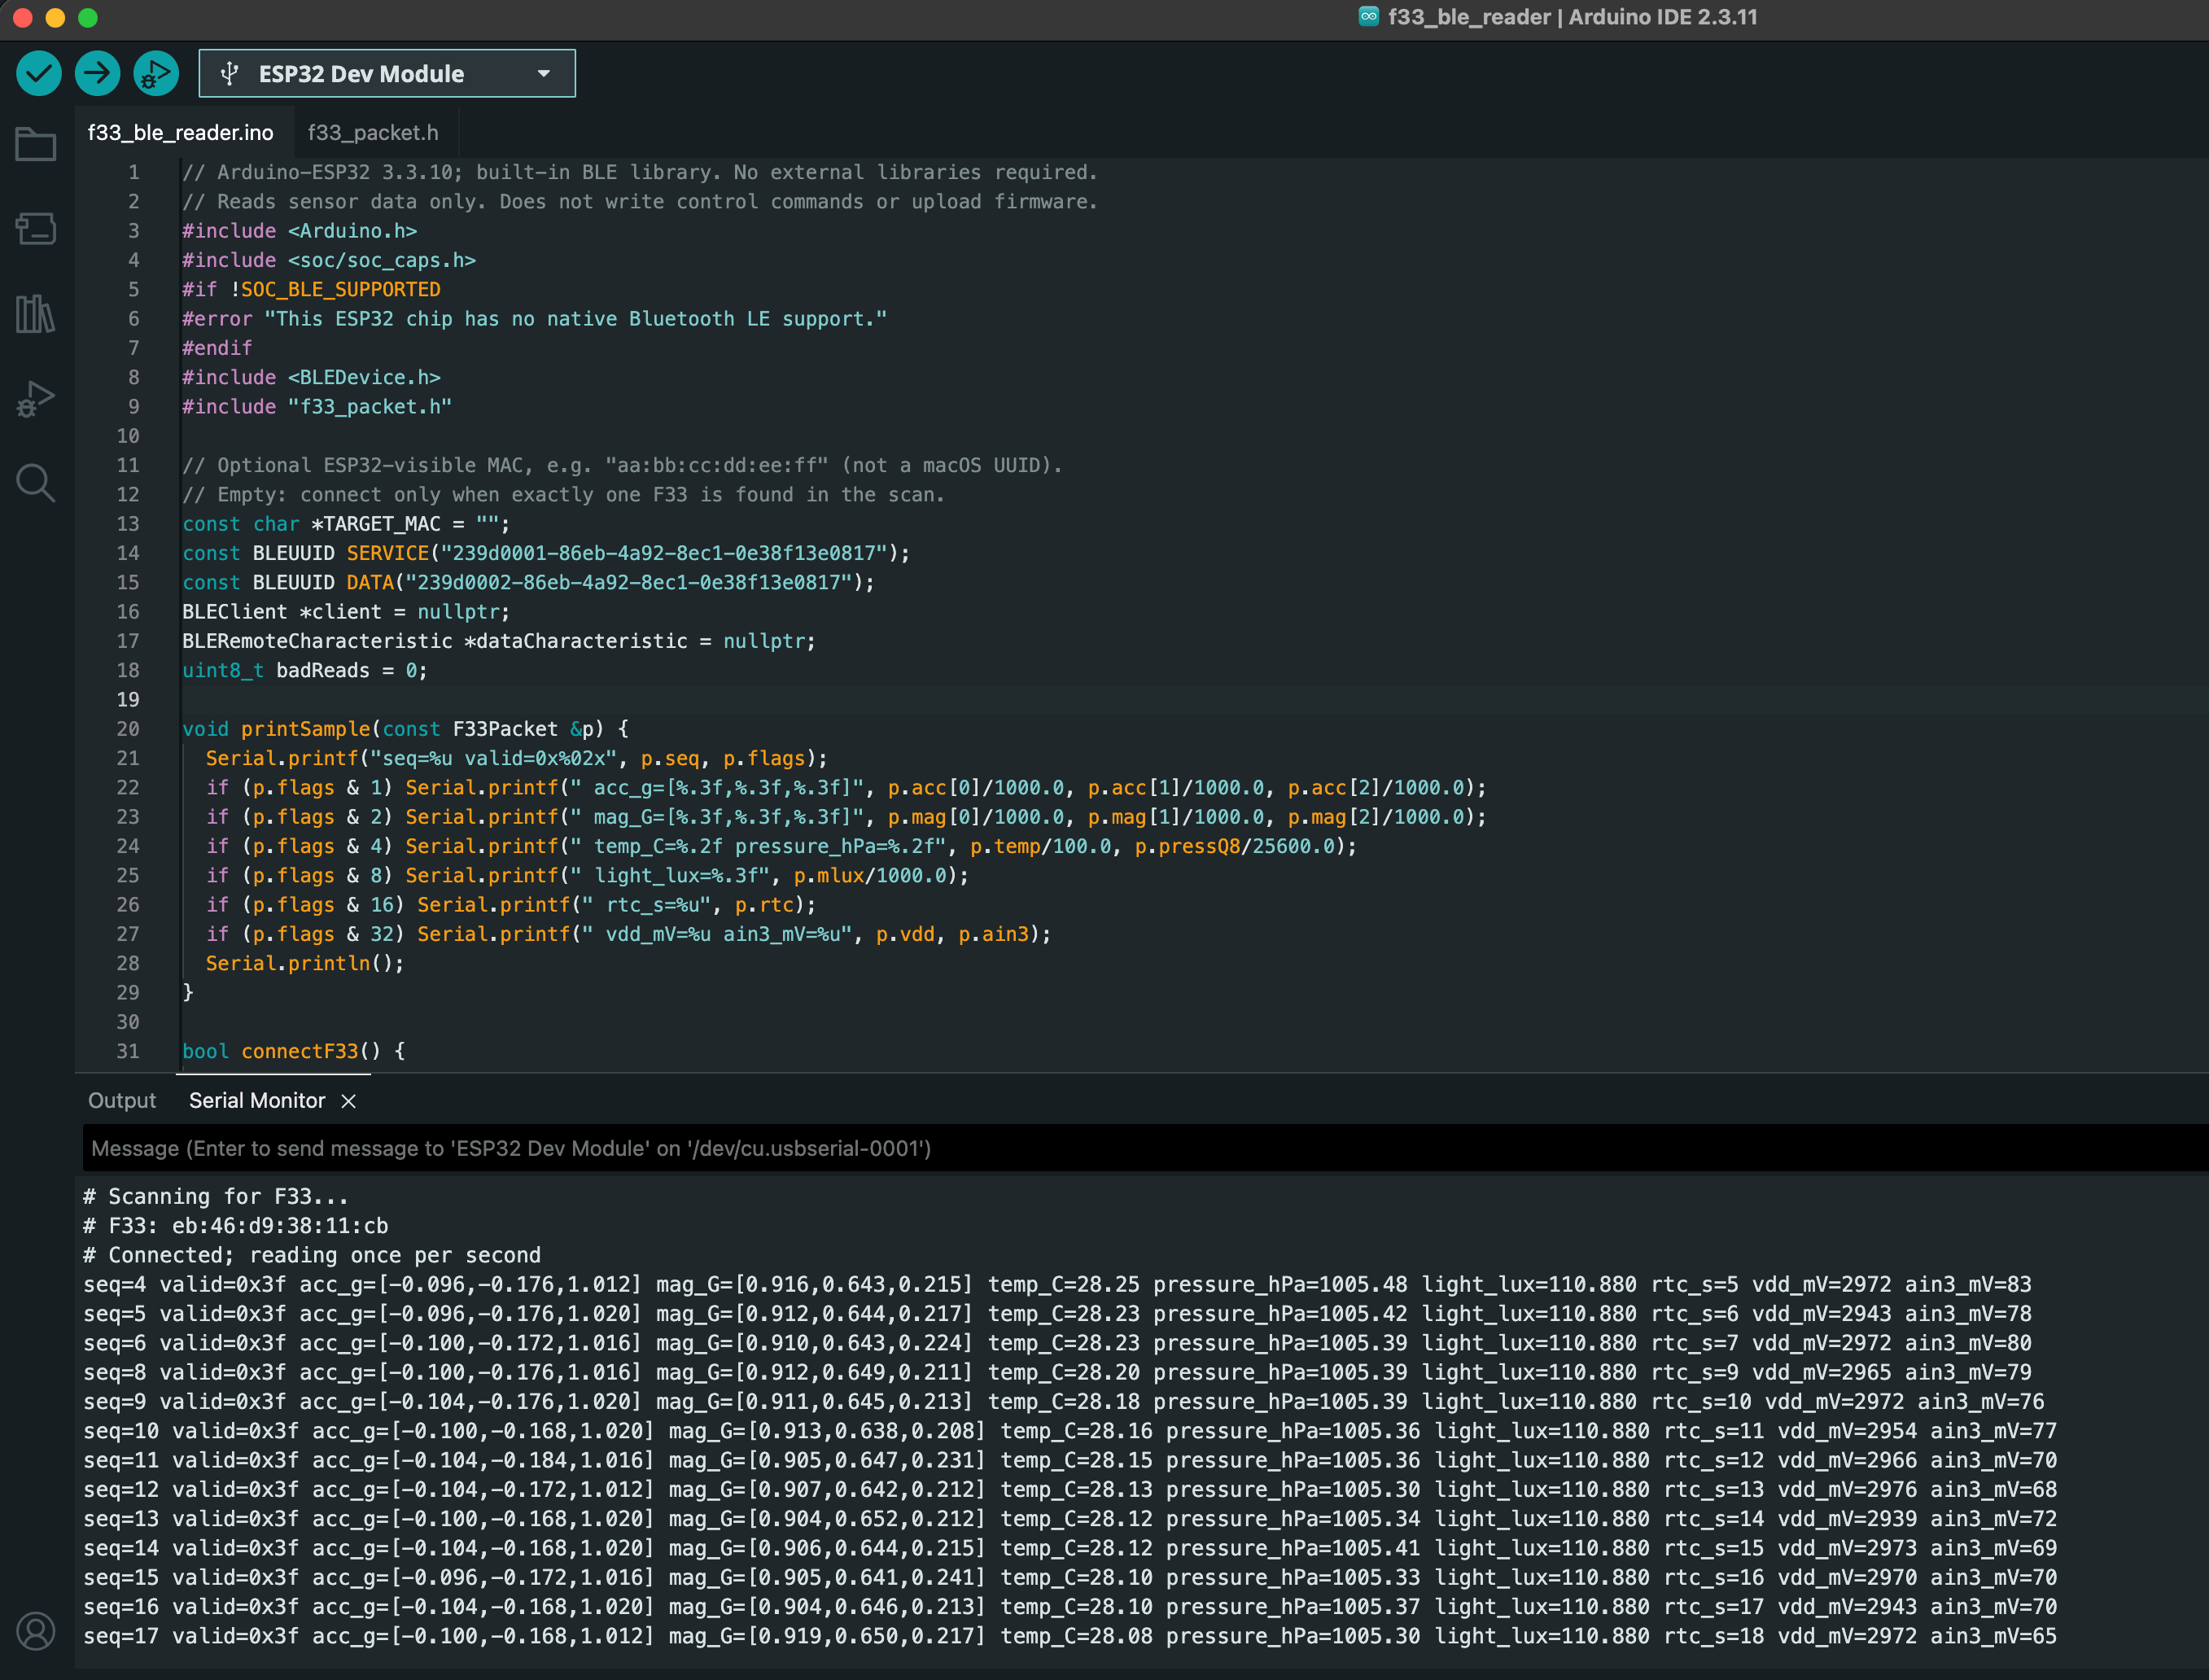 f33_ble_reader | Arduino IDE 2.3.11
ESP32 Dev Module
f33_ble_reader.ino f33_packet.h
1 // Arduino-ESP32 3.3.10; built-in BLE library. No external libraries required.
2 // Reads sensor data only. Does not write control commands or upload firmware.
3 #include <Arduino.h>
4 #include <soc/soc_caps.h>
5 #if !SOC_BLE_SUPPORTED
6 #error "This ESP32 chip has no native Bluetooth LE support."
7 #endif
8 #include <BLEDevice.h>
9 #include "f33_packet.h"
10
11 // Optional ESP32-visible MAC, e.g. "aa:bb:cc:dd:ee:ff" (not a macOS UUID).
12 // Empty: connect only when exactly one F33 is found in the scan.
13 const char *TARGET_MAC = "";
14 const BLEUUID SERVICE("239d0001-86eb-4a92-8ec1-0e38f13e0817");
15 const BLEUUID DATA("239d0002-86eb-4a92-8ec1-0e38f13e0817");
16 BLEClient *client = nullptr;
17 BLERemoteCharacteristic *dataCharacteristic = nullptr;
18 uint8_t badReads = 0;
19
20 void printSample(const F33Packet &p) {
21   Serial.printf("seq=%u valid=0x%02x", p.seq, p.flags);
22   if (p.flags & 1) Serial.printf(" acc_g=[%.3f,%.3f,%.3f]", p.acc[0]/1000.0, p.acc[1]/1000.0, p.acc[2]/1000.0);
23   if (p.flags & 2) Serial.printf(" mag_G=[%.3f,%.3f,%.3f]", p.mag[0]/1000.0, p.mag[1]/1000.0, p.mag[2]/1000.0);
24   if (p.flags & 4) Serial.printf(" temp_C=%.2f pressure_hPa=%.2f", p.temp/100.0, p.pressQ8/25600.0);
25   if (p.flags & 8) Serial.printf(" light_lux=%.3f", p.mlux/1000.0);
26   if (p.flags & 16) Serial.printf(" rtc_s=%u", p.rtc);
27   if (p.flags & 32) Serial.printf(" vdd_mV=%u ain3_mV=%u", p.vdd, p.ain3);
28   Serial.println();
29 }
30
31 bool connectF33() {
Output Serial Monitor
Message (Enter to send message to 'ESP32 Dev Module' on '/dev/cu.usbserial-0001')
# Scanning for F33...
# F33: eb:46:d9:38:11:cb
# Connected; reading once per second
seq=4 valid=0x3f acc_g=[-0.096,-0.176,1.012] mag_G=[0.916,0.643,0.215] temp_C=28.25 pressure_hPa=1005.48 light_lux=110.880 rtc_s=5 vdd_mV=2972 ain3_mV=83
seq=5 valid=0x3f acc_g=[-0.096,-0.176,1.020] mag_G=[0.912,0.644,0.217] temp_C=28.23 pressure_hPa=1005.42 light_lux=110.880 rtc_s=6 vdd_mV=2943 ain3_mV=78
seq=6 valid=0x3f acc_g=[-0.100,-0.172,1.016] mag_G=[0.910,0.643,0.224] temp_C=28.23 pressure_hPa=1005.39 light_lux=110.880 rtc_s=7 vdd_mV=2972 ain3_mV=80
seq=8 valid=0x3f acc_g=[-0.100,-0.176,1.016] mag_G=[0.912,0.649,0.211] temp_C=28.20 pressure_hPa=1005.39 light_lux=110.880 rtc_s=9 vdd_mV=2965 ain3_mV=79
seq=9 valid=0x3f acc_g=[-0.104,-0.176,1.020] mag_G=[0.911,0.645,0.213] temp_C=28.18 pressure_hPa=1005.39 light_lux=110.880 rtc_s=10 vdd_mV=2972 ain3_mV=76
seq=10 valid=0x3f acc_g=[-0.100,-0.168,1.020] mag_G=[0.913,0.638,0.208] temp_C=28.16 pressure_hPa=1005.36 light_lux=110.880 rtc_s=11 vdd_mV=2954 ain3_mV=77
seq=11 valid=0x3f acc_g=[-0.104,-0.184,1.016] mag_G=[0.905,0.647,0.231] temp_C=28.15 pressure_hPa=1005.36 light_lux=110.880 rtc_s=12 vdd_mV=2966 ain3_mV=70
seq=12 valid=0x3f acc_g=[-0.104,-0.172,1.012] mag_G=[0.907,0.642,0.212] temp_C=28.13 pressure_hPa=1005.30 light_lux=110.880 rtc_s=13 vdd_mV=2976 ain3_mV=68
seq=13 valid=0x3f acc_g=[-0.100,-0.168,1.020] mag_G=[0.904,0.652,0.212] temp_C=28.12 pressure_hPa=1005.34 light_lux=110.880 rtc_s=14 vdd_mV=2939 ain3_mV=72
seq=14 valid=0x3f acc_g=[-0.104,-0.168,1.020] mag_G=[0.906,0.644,0.215] temp_C=28.12 pressure_hPa=1005.41 light_lux=110.880 rtc_s=15 vdd_mV=2973 ain3_mV=69
seq=15 valid=0x3f acc_g=[-0.096,-0.172,1.016] mag_G=[0.905,0.641,0.241] temp_C=28.10 pressure_hPa=1005.33 light_lux=110.880 rtc_s=16 vdd_mV=2970 ain3_mV=70
seq=16 valid=0x3f acc_g=[-0.104,-0.168,1.020] mag_G=[0.904,0.646,0.213] temp_C=28.10 pressure_hPa=1005.37 light_lux=110.880 rtc_s=17 vdd_mV=2943 ain3_mV=70
seq=17 valid=0x3f acc_g=[-0.100,-0.168,1.012] mag_G=[0.919,0.650,0.217] temp_C=28.08 pressure_hPa=1005.30 light_lux=110.880 rtc_s=18 vdd_mV=2972 ain3_mV=65